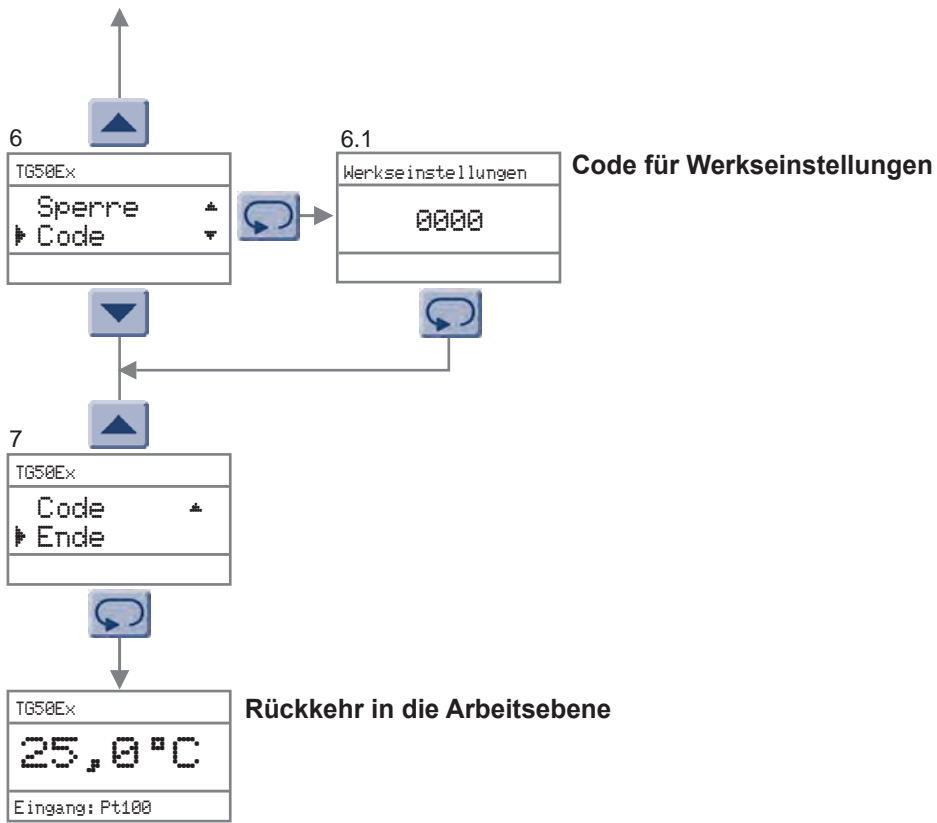 6
TG50Ex
Sperre
Code
6.1
Werkseinstellungen
0000
Code für Werkseinstellungen
7
TG50Ex
Code
Ende
TG50Ex
25,0°C
Eingang: Pt100
Rückkehr in die Arbeitsebene